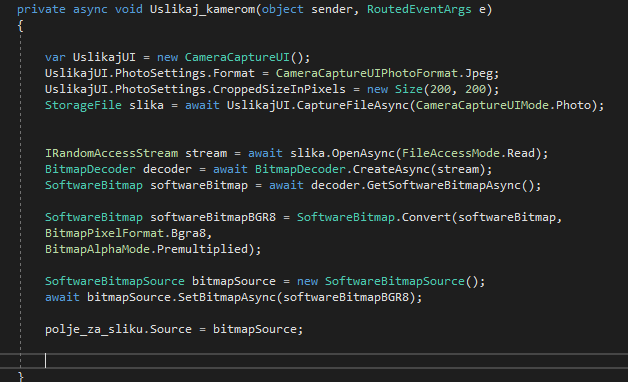 private async void Uslikaj_kamerom(object sender, RoutedEventArgs e)
{
var UslikajUI = new CameraCaptureUI();
UslikajUI.PhotoSettings.Format = CameraCaptureUIPhotoFormat.Jpeg;
UslikajUI.PhotoSettings.CroppedSizeInPixels = new Size(200, 200);
StorageFile slika = await UslikajUI.CaptureFileAsync(CameraCaptureUIMode.Photo);
IRandomAccessStream stream = await slika.OpenAsync(FileAccessMode.Read);
BitmapDecoder decoder = await BitmapDecoder.CreateAsync(stream);
SoftwareBitmap softwareBitmap = await decoder.GetSoftwareBitmapAsync();
SoftwareBitmap softwareBitmapBGR8 = SoftwareBitmap.Convert(softwareBitmap,
BitmapPixelFormat.Bgra8,
BitmapAlphaMode.Premultiplied);
SoftwareBitmapSource bitmapSource = new SoftwareBitmapSource();
await bitmapSource.SetBitmapAsync(softwareBitmapBGR8);
polje_za_sliku.Source = bitmapSource;
}